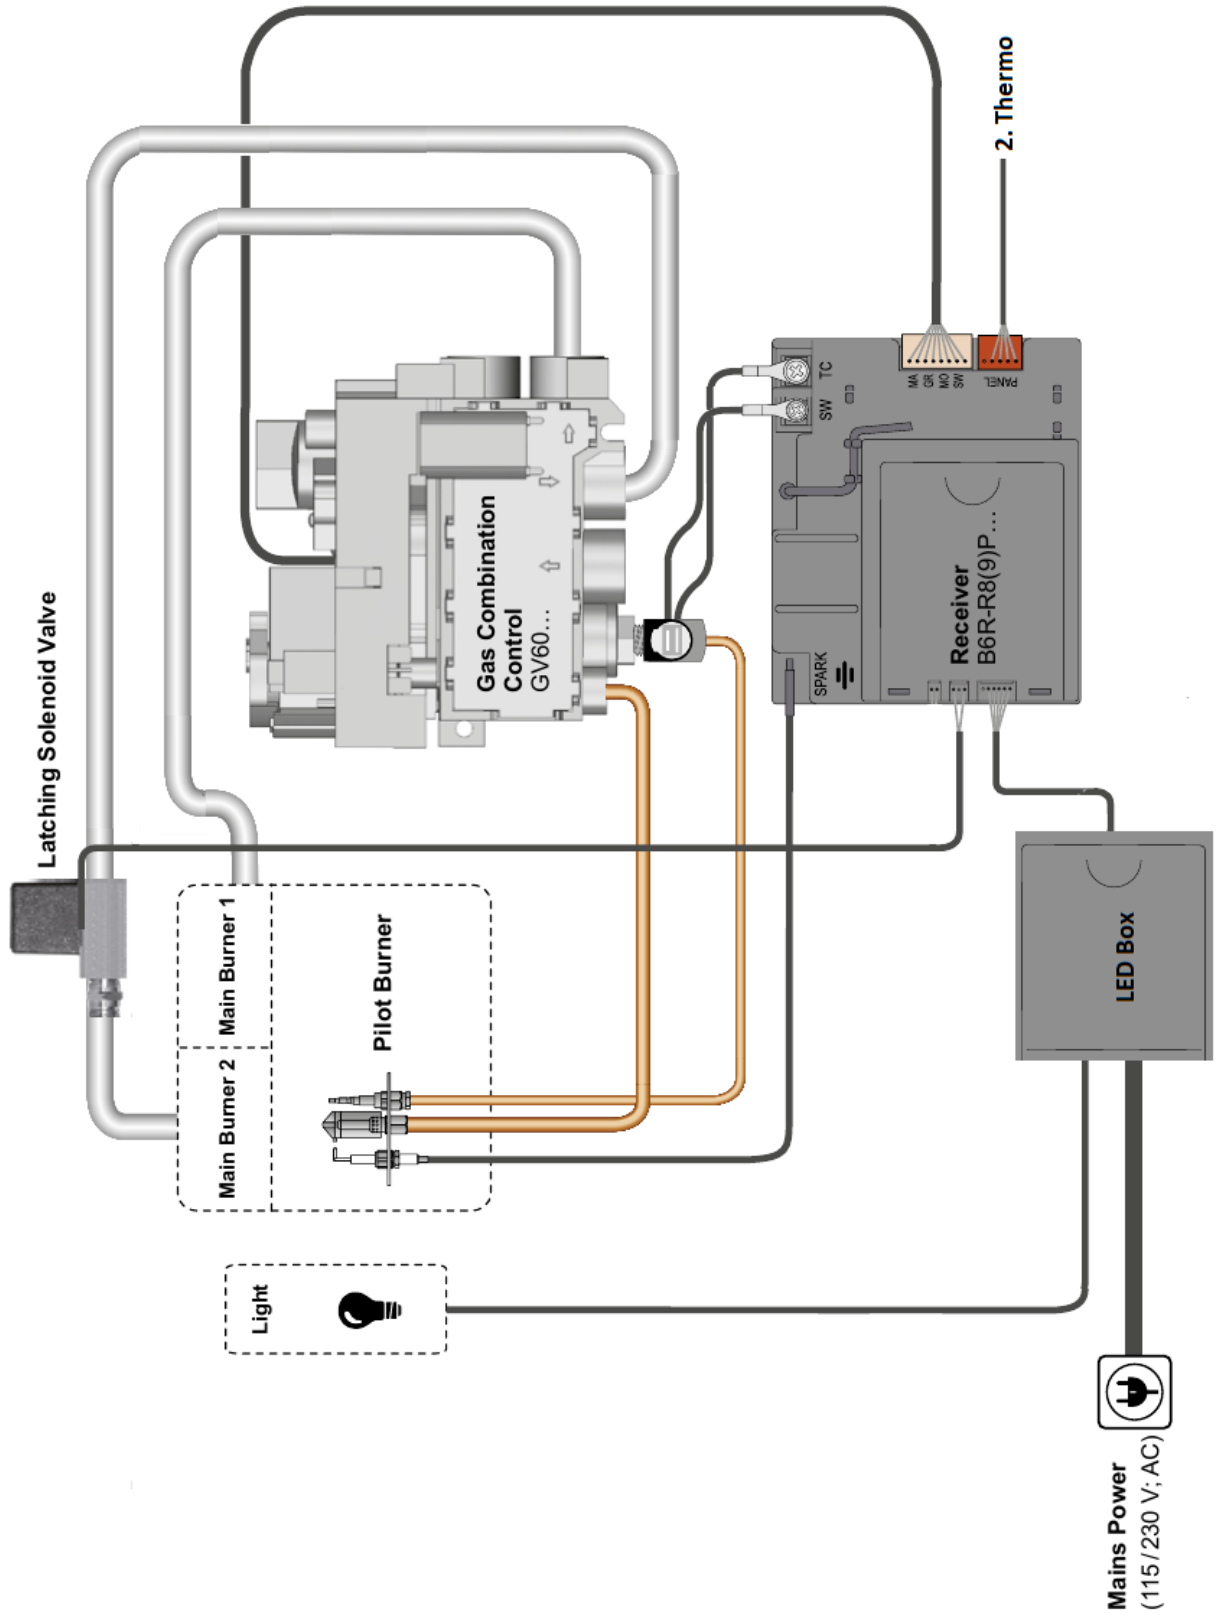 Latching Solenoid Valve
Main Burner 2
Main Burner 1
Pilot Burner
Light
Gas Combination
Control
GV60...
2. Thermo
TC
SW
MA
GR
MO
SW
PANEL
SPARK
Receiver
B6R-R8(9)P...
LED Box
Mains Power
(115/230 V; AC)